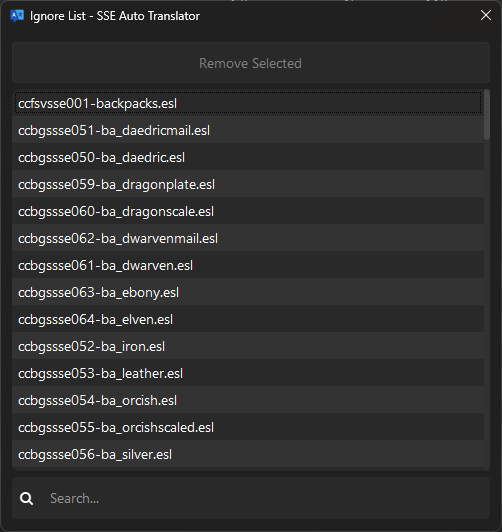 Ignore List - SSE Auto Translator
Remove Selected
ccfsvsse001-backpacks.esl
ccbgssse051-ba_daedricmail.esl
ccbgssse050-ba_daedric.esl
ccbgssse059-ba_dragonplate.esl
ccbgssse060-ba_dragonscale.esl
ccbgssse062-ba_dwarvenmail.esl
ccbgssse061-ba_dwarven.esl
ccbgssse063-ba_ebony.esl
ccbgssse064-ba_elven.esl
ccbgssse052-ba_iron.esl
ccbgssse053-ba_leather.esl
ccbgssse054-ba_orcish.esl
ccbgssse055-ba_orcishscaled.esl
ccbgssse056-ba_silver.esl
Search...